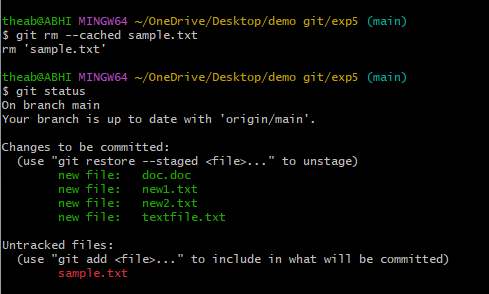 theab@ABHI MINGW64 ~/OneDrive/Desktop/demo git/exp5 (main)
$ git rm --cached sample.txt
rm 'sample.txt'
theab@ABHI MINGW64 ~/OneDrive/Desktop/demo git/exp5 (main)
$ git status
On branch main
Your branch is up to date with 'origin/main'.
Changes to be committed:
(use "git restore --staged <file>..." to unstage)
new file: doc.doc
new file: new1.txt
new file: new2.txt
new file: textfile.txt
Untracked files:
(use "git add <file>..." to include in what will be committed)
sample.txt